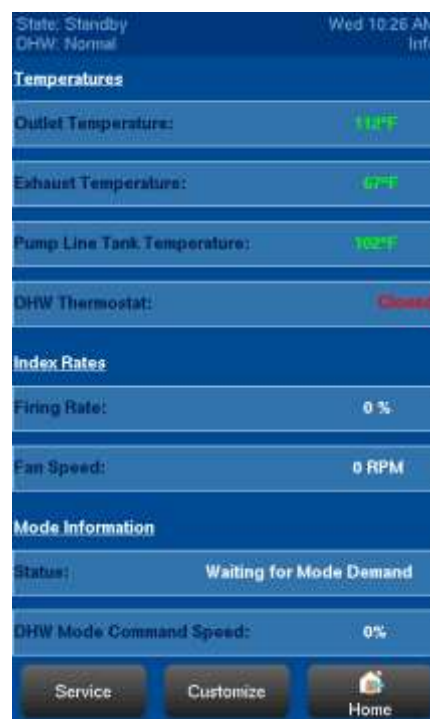 State: Standby
Wed 10:26 AM
DHW: Normal
Inf
Temperatures
Outlet Temperature:
Exhaust Temperature:
Pump Line Tank Temperature: 102°F
DHW Thermostat: Closed
Index Rates
Firing Rate: 0 %
Fan Speed: 0 RPM
Mode Information
Status: Waiting for Mode Demand
DHW Mode Command Speed: 0%
Service Customize Home